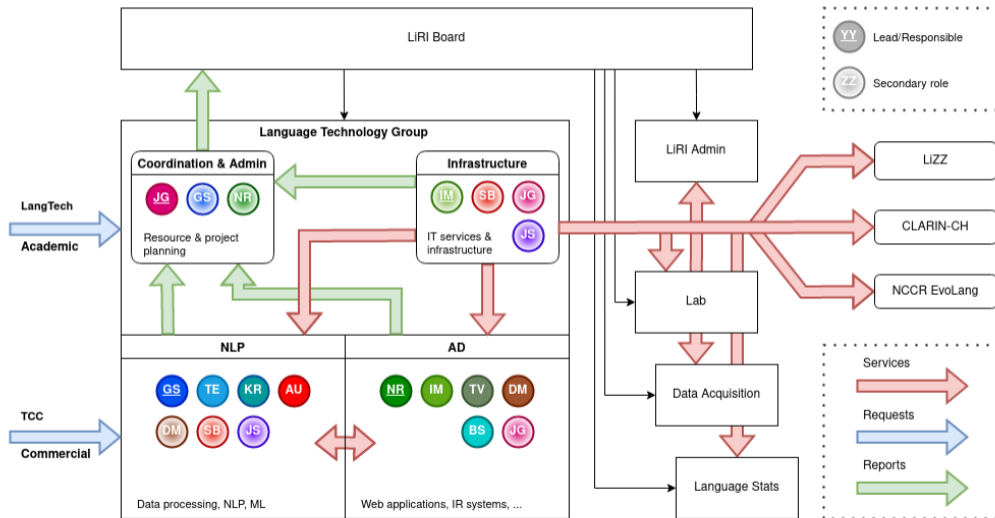 LiRI Board
YY
Lead/Responsible
ZZ
Secondary role
Language Technology Group
Coordination & Admin
JG
GS
NR
Resource & project
planning
Infrastructure
IM
SB
JG
JS
IT services &
infrastructure
LangTech
Academic
TCC
Commercial
NLP
GS
TE
KR
AU
DM
SB
JS
Data processing, NLP, ML
AD
NR
IM
TV
DM
BS
JG
Web applications, IR systems, ...
LiRI Admin
Lab
Data Acquisition
Language Stats
LiZZ
CLARIN-CH
NCCR EvoLang
Services
Requests
Reports